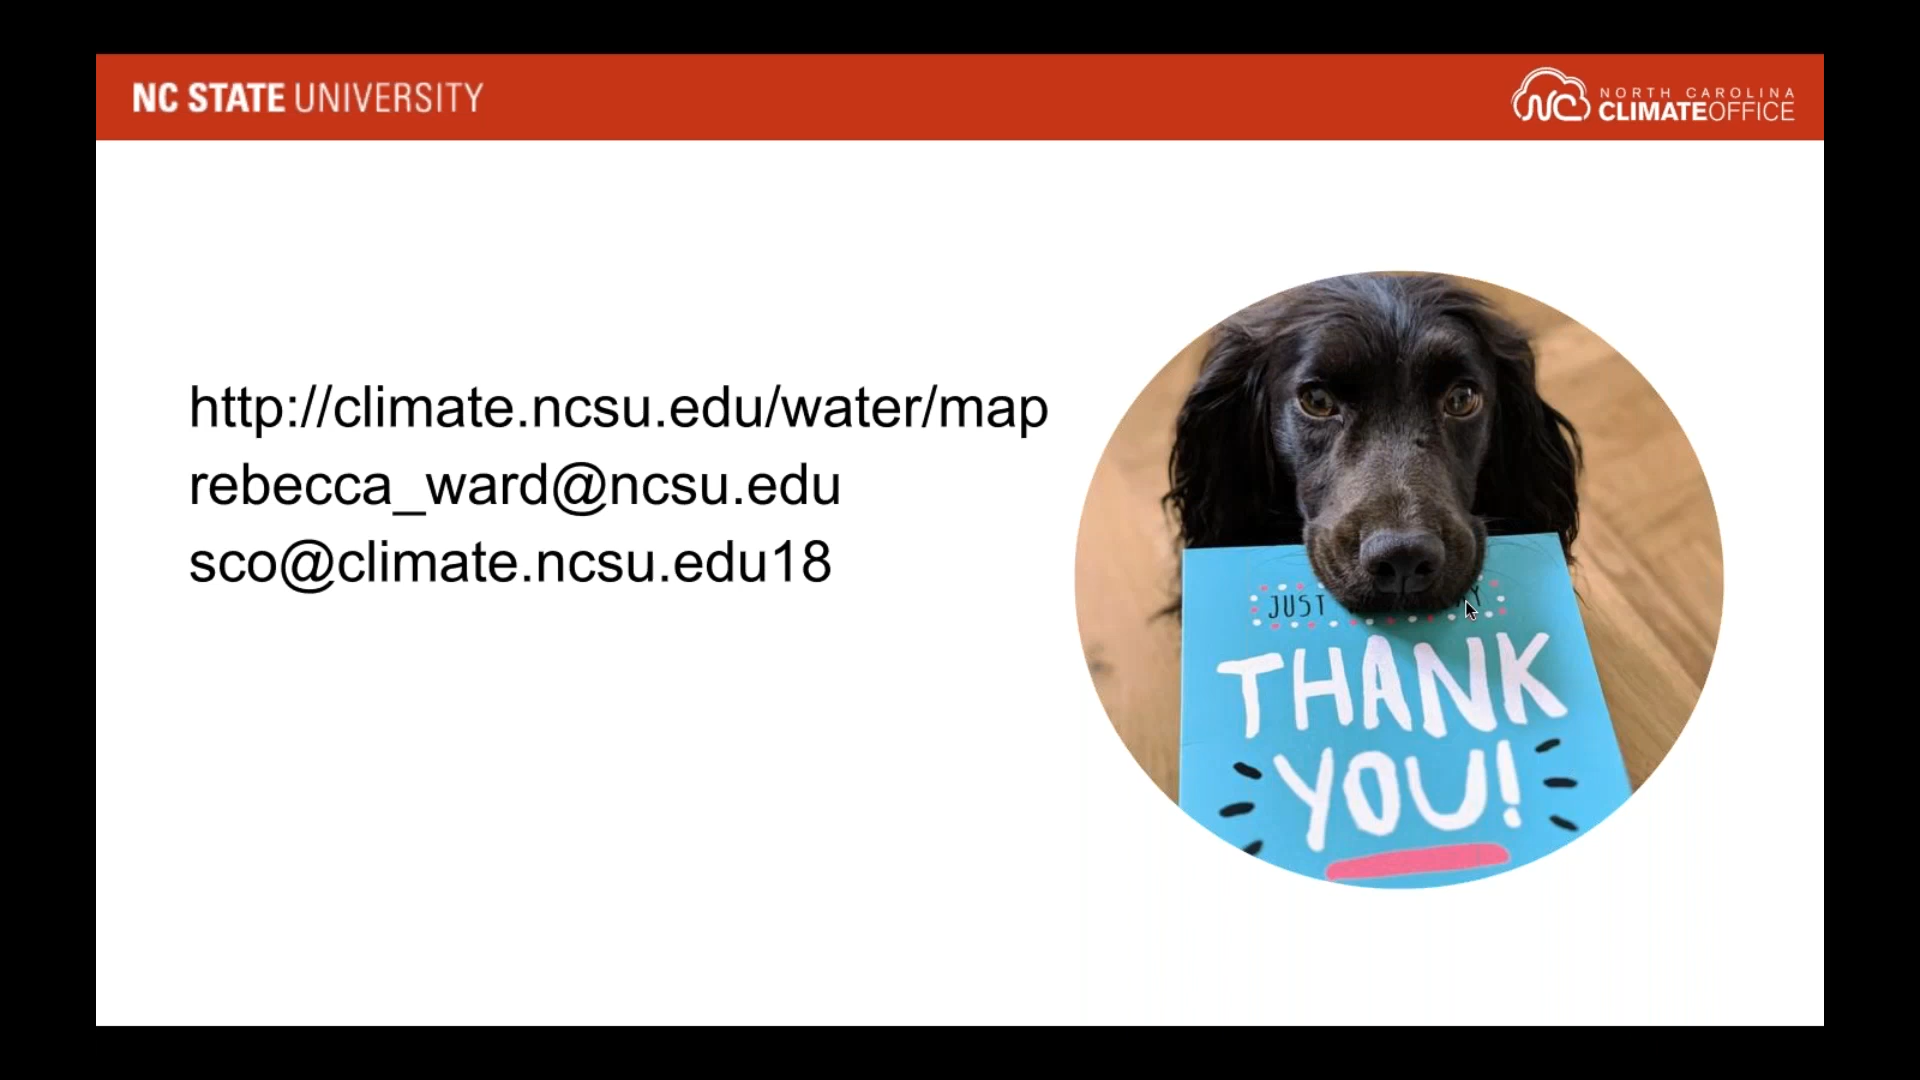 NC STATE UNIVERSITY
NC NORTH CAROLINA
CLIMATEOFFICE
http://climate.ncsu.edu/water/map
rebecca_ward@ncsu.edu
sco@climate.ncsu.edu18
JUST
THANK
YOU!